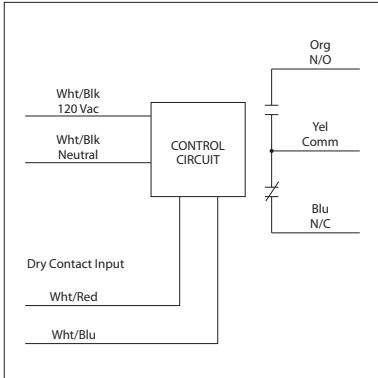 Org
N/O
Wht/Blk
120 Vac
Yel
Comm
Wht/Blk
Neutral
CONTROL
CIRCUIT
Blu
N/C
Dry Contact Input
Wht/Red
Wht/Blu